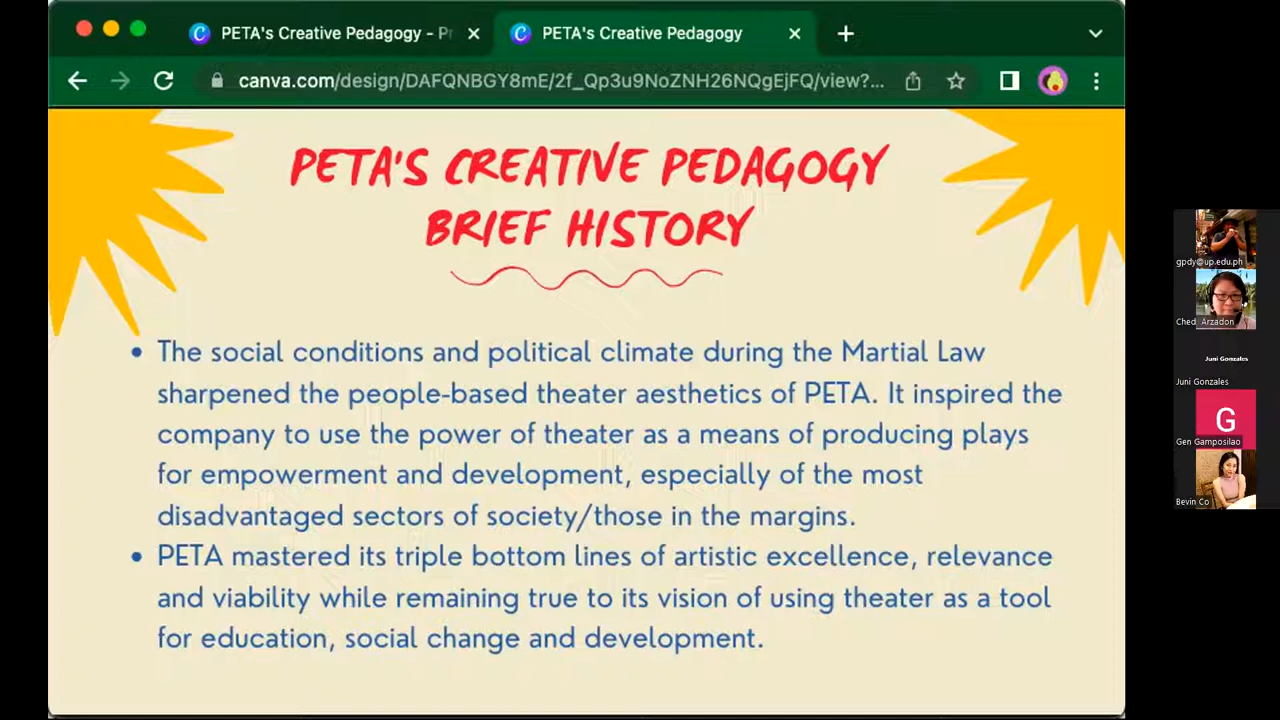 PETA's Creative Pedagogy - Pr
PETA's Creative Pedagogy
canva.com/design/DAFQNBGY8mE/2f_Qp3u9NoZNH26NQgEjFQ/view?...
PETA'S CREATIVE PEDAGOGY
BRIEF HISTORY
• The social conditions and political climate during the Martial Law
sharpened the people-based theater aesthetics of PETA. It inspired the
company to use the power of theater as a means of producing plays
for empowerment and development, especially of the most
disadvantaged sectors of society/those in the margins.
• PETA mastered its triple bottom lines of artistic excellence, relevance
and viability while remaining true to its vision of using theater as a tool
for education, social change and development.
gpdy@up.edu.ph
Ched Arzadon
Juni Gonzales
Juni Gonzales
G
Gen Gamposilao
Bevin Co